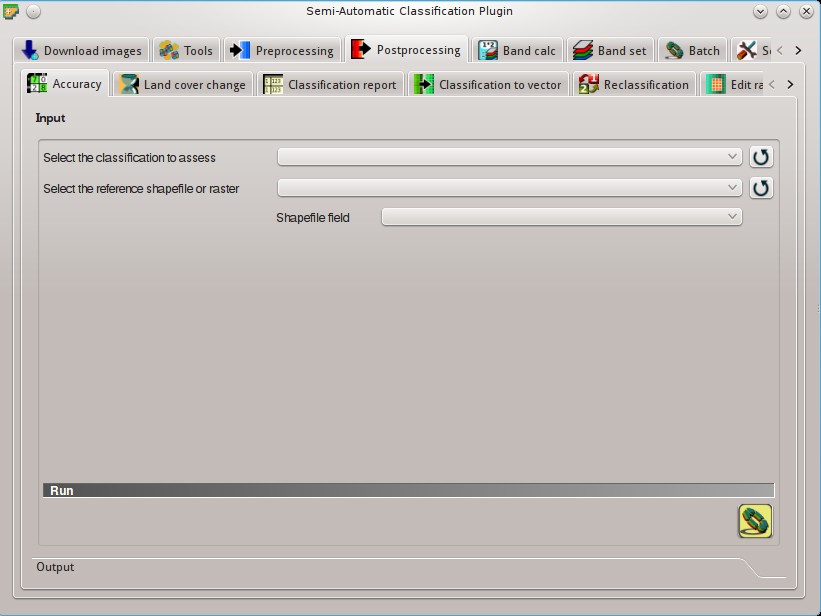 Semi-Automatic Classification Plugin
Download images Tools Preprocessing Postprocessing Band calc Band set Batch
Accuracy Land cover change Classification report Classification to vector Reclassification Edit ra
Input
Select the classification to assess
Select the reference shapefile or raster
Shapefile field
Run
Output